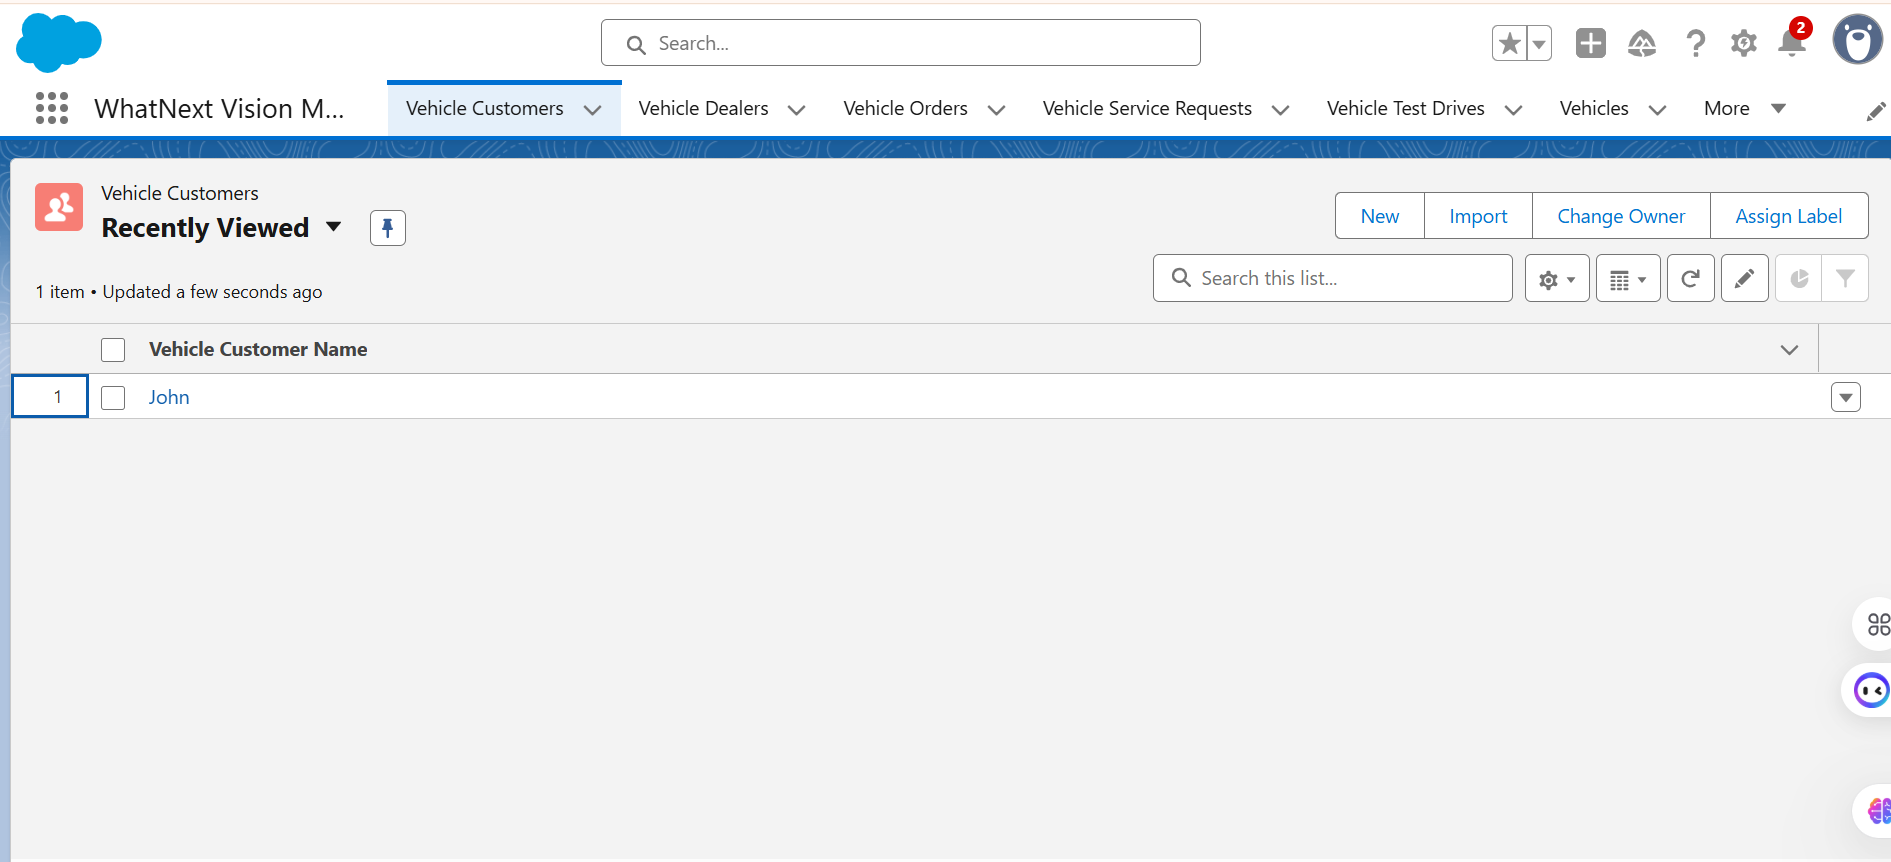 Search...
2
WhatNext Vision M...
Vehicle Customers
Vehicle Dealers
Vehicle Orders
Vehicle Service Requests
Vehicle Test Drives
Vehicles
More
Vehicle Customers
Recently Viewed
New
Import
Change Owner
Assign Label
1 item • Updated a few seconds ago
Search this list...
Vehicle Customer Name
1
John